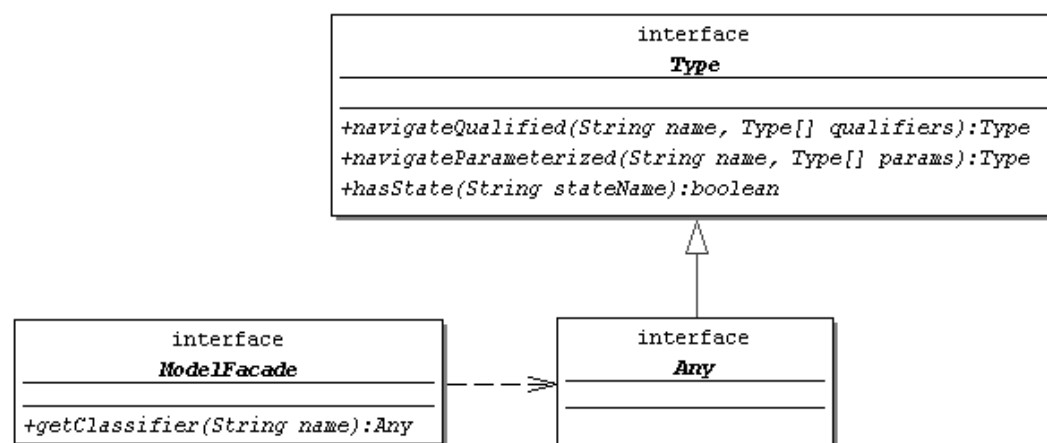 interface
Type
+navigateQualified(String name, Type[] qualifiers):Type
+navigateParameterized(String name, Type[] params):Type
+hasState(String stateName):boolean
interface
ModelFacade
+getClassifier(String name):Any
interface
Any